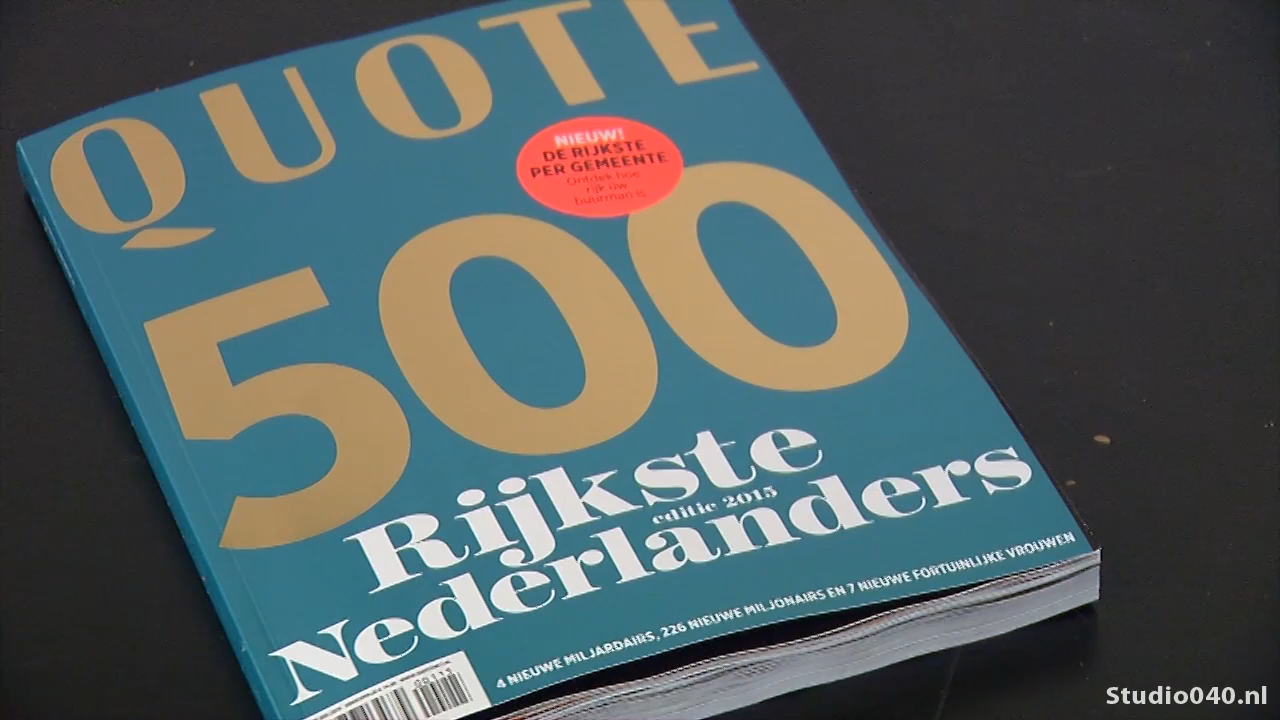 QUOTE
NIEUW!
DE RIJKSTE
PER GEMEENTE
Ontdek hoe
rijk uw
buurman is
500
Rijkste
editie 2015
Nederlanders
4 NIEUWE MILJARDAIRS, 226 NIEUWE MILJONAIRS EN 7 NIEUWE FORTUINLIJKE VROUWEN
Studio040.nl